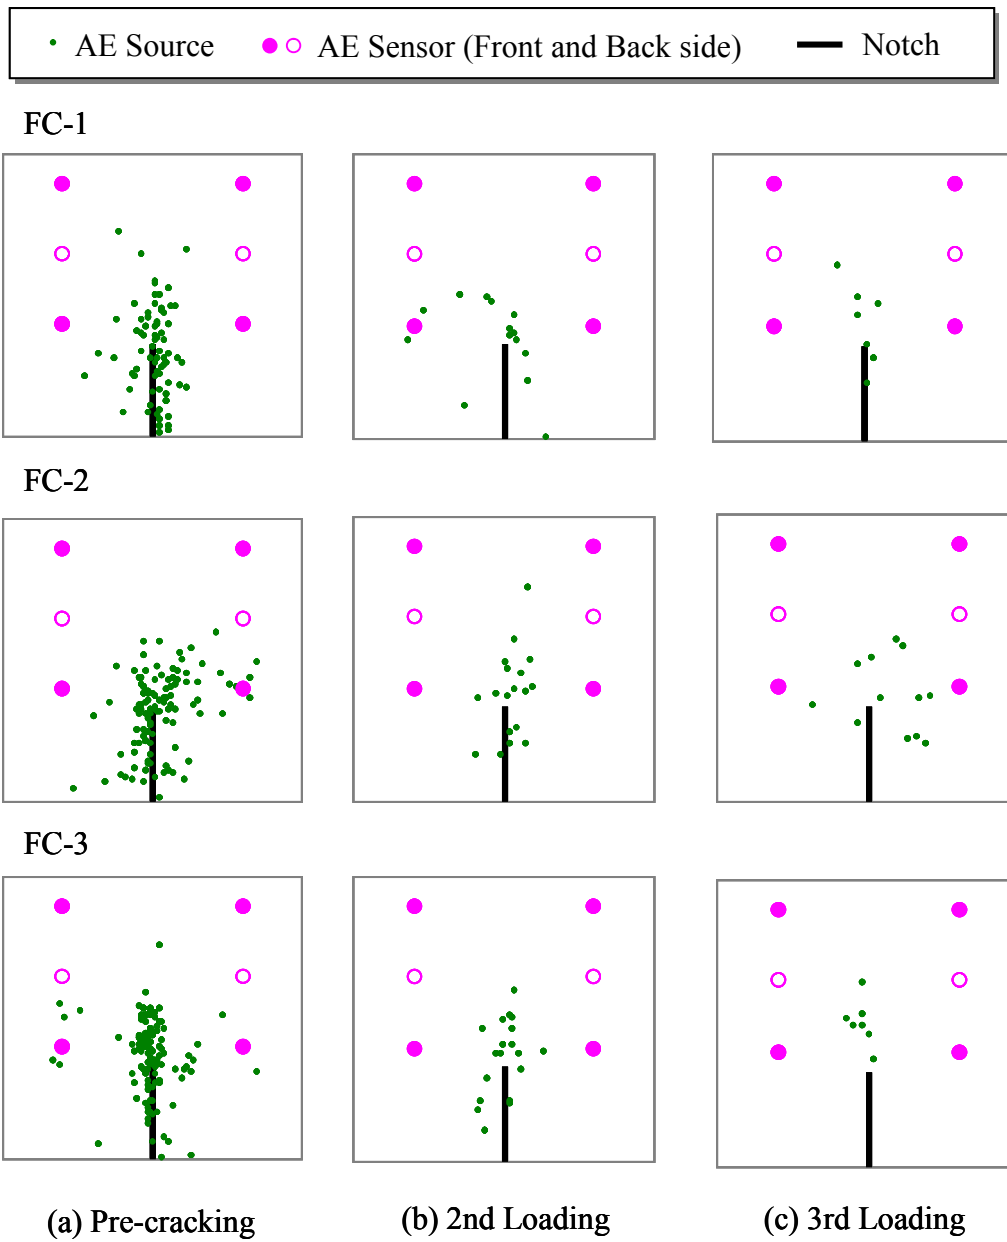 AE Source AE Sensor (Front and Back side) Notch
FC-1
FC-2
FC-3
(a) Pre-cracking (b) 2nd Loading (c) 3rd Loading